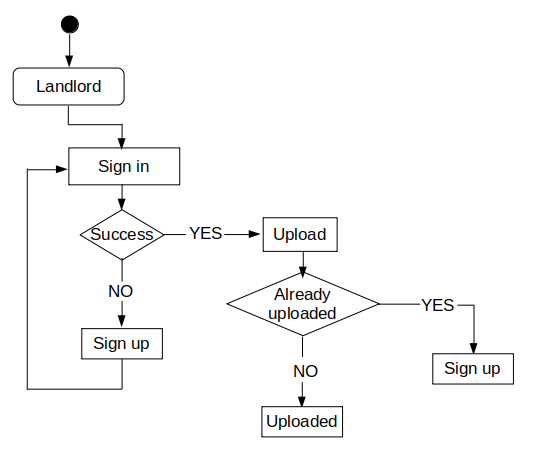 Landlord
Sign in
Success
YES
Upload
NO
Already
uploaded
YES
Sign up
Sign up
NO
Uploaded